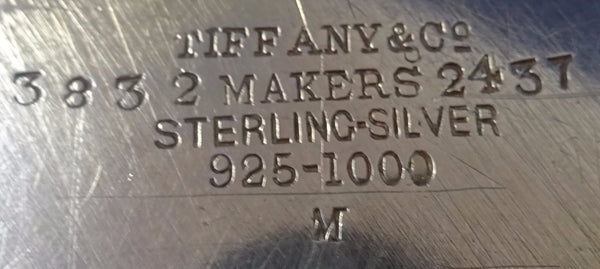 TIFFANY & Cº
3832 MAKERS 2437
STERLING-SILVER
925-1000
M